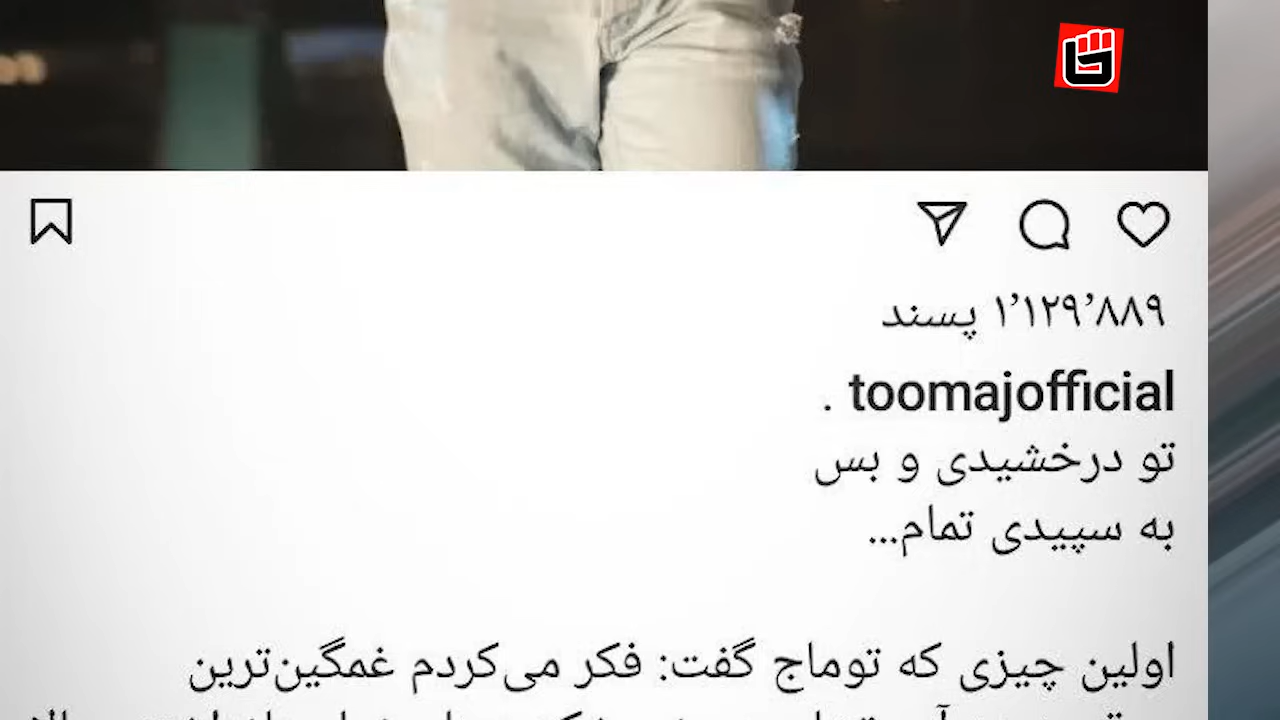 ۱٬۱۲۹٬۸۸۹ پسند
toomajofficial .
تو درخشیدی و بس
به سپیدی تمام...
اولین چیزی که توماج گفت: فکر می‌کردم غمگین‌ترین